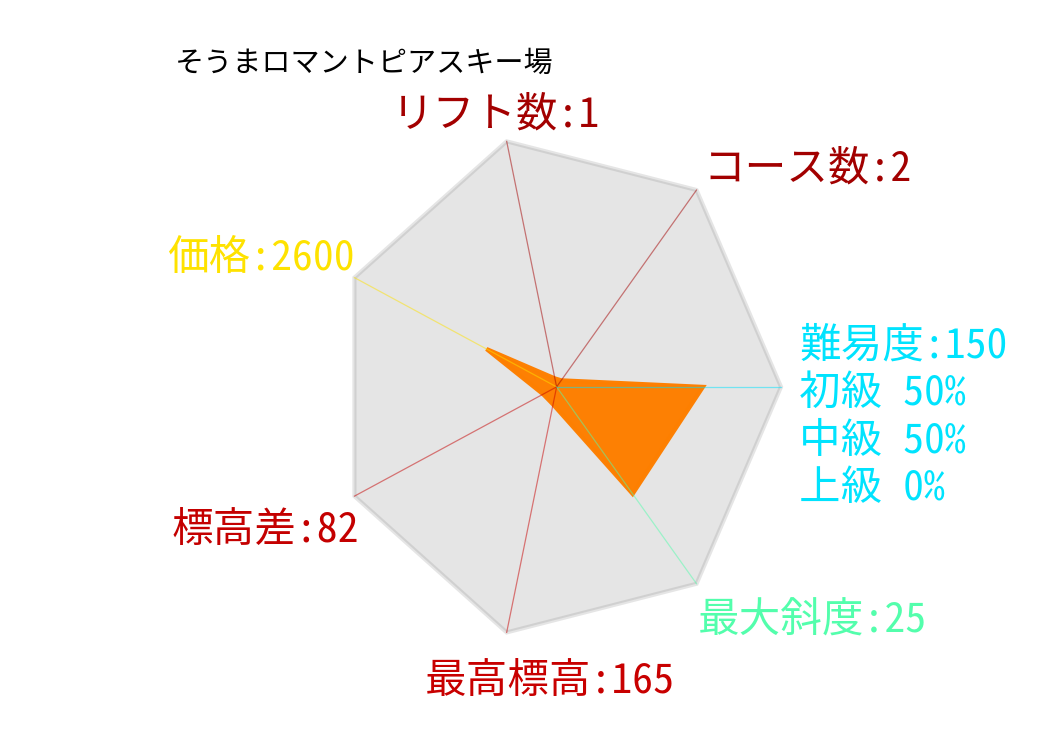 そうまロマントピアスキー場
リフト数:1
コース数:2
価格:2600
難易度:150
初級 50%
中級 50%
上級 0%
標高差:82
最大斜度:25
最高標高:165